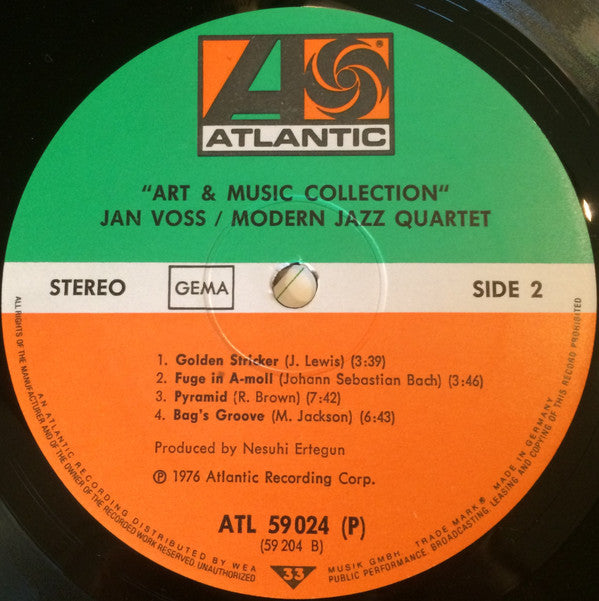 ATLANTIC
®
"ART & MUSIC COLLECTION"
JAN VOSS / MODERN JAZZ QUARTET
STEREO
GEMA
SIDE 2
1. Golden Stricker (J. Lewis) (3:39)
2. Fuge in A-moll (Johann Sebastian Bach) (3:46)
3. Pyramid (R. Brown) (7:42)
4. Bag's Groove (M. Jackson) (6:43)
Produced by Nesuhi Ertegun
℗ 1976 Atlantic Recording Corp.
ATL 59 024 (P)
(59 204 B)
33
ALL RIGHTS OF THE MANUFACTURER AND OF THE OWNER OF THE RECORDED WORK RESERVED. UNAUTHORIZED PUBLIC PERFORMANCE, BROADCASTING, LEASING AND COPYING OF THIS RECORD PROHIBITED
AN ATLANTIC RECORDING DISTRIBUTED BY WEA MUSIK GMBH. TRADE MARK® MADE IN GERMANY